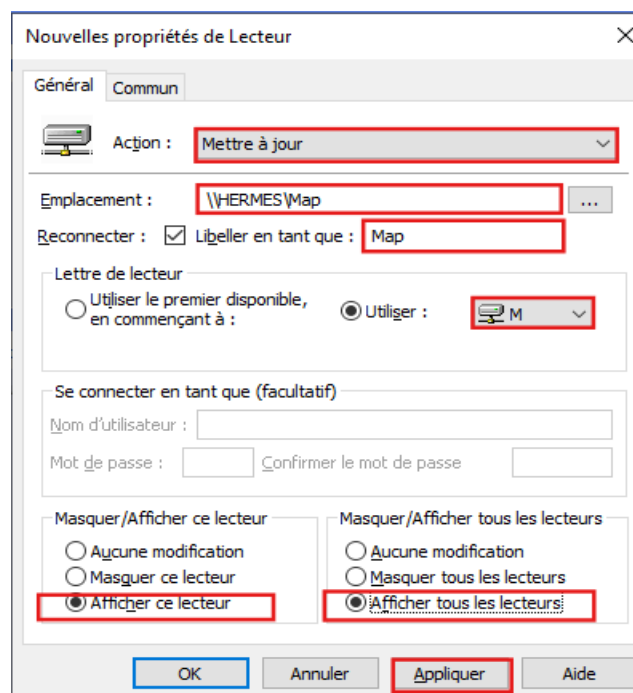 Nouvelles propriétés de Lecteur
Général
Commun
Action :
Mettre à jour
Emplacement :
\\HERMES\Map
...
Reconnecter :
Libeller en tant que :
Map
Lettre de lecteur
Utiliser le premier disponible,
en commençant à :
Utiliser :
M
Se connecter en tant que (facultatif)
Nom d'utilisateur :
Mot de passe :
Confirmer le mot de passe
Masquer/Afficher ce lecteur
Aucune modification
Masquer ce lecteur
Afficher ce lecteur
Masquer/Afficher tous les lecteurs
Aucune modification
Masquer tous les lecteurs
Afficher tous les lecteurs
OK
Annuler
Appliquer
Aide